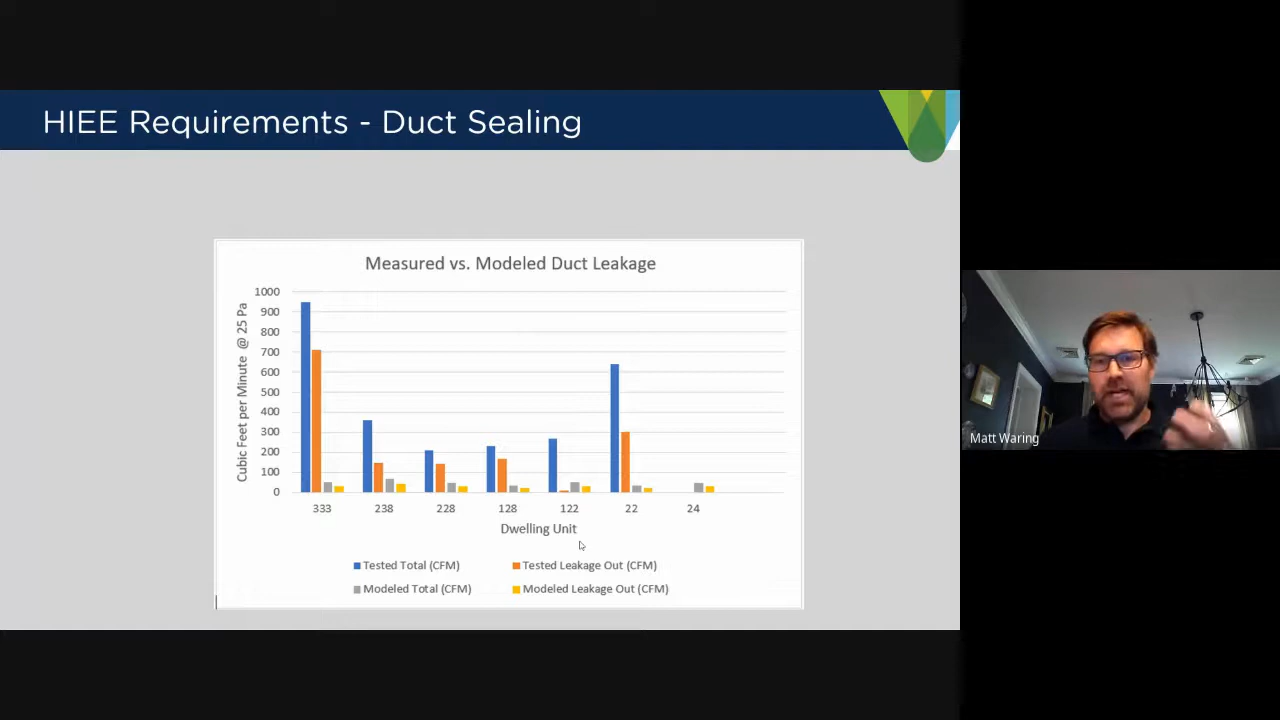 HIEE Requirements - Duct Sealing
Measured vs. Modeled Duct Leakage
Cubic Feet per Minute @ 25 Pa
1000
900
800
700
600
500
400
300
200
100
0
333 238 228 128 122 22 24
Dwelling Unit
Tested Total (CFM) Tested Leakage Out (CFM)
Modeled Total (CFM) Modeled Leakage Out (CFM)
Matt Waring